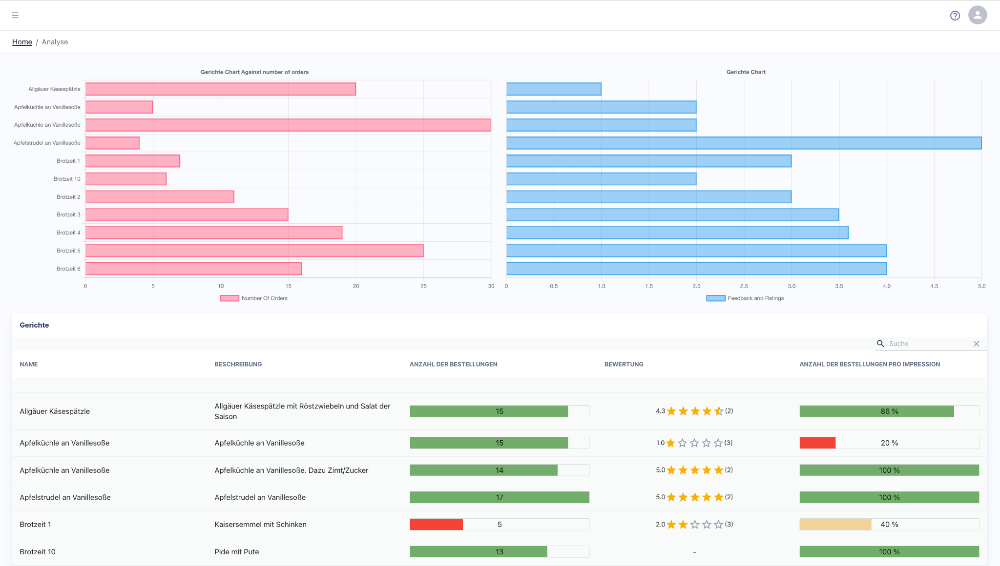 Home / Analyse
Gerichte Chart Against number of orders
Allgäuer Käsespätzle
Apfelküchle an Vanillesoße
Apfelküchle an Vanillesoße
Apfelstrudel an Vanillesoße
Brotzeit 1
Brotzeit 10
Brotzeit 2
Brotzeit 3
Brotzeit 4
Brotzeit 5
Brotzeit 6
0 5 10 15 20 25 30
Number Of Orders
Gerichte Chart
0 0.5 1.0 1.5 2.0 2.5 3.0 3.5 4.0 4.5 5.0
Feedback and Ratings
Gerichte
Suche
NAME BESCHREIBUNG ANZAHL DER BESTELLUNGEN BEWERTUNG ANZAHL DER BESTELLUNGEN PRO IMPRESSION
Allgäuer Käsespätzle Allgäuer Käsespätzle mit Röstzwiebeln und Salat der
Saison 15 4.3 (2) 86 %
Apfelküchle an Vanillesoße Apfelküchle an Vanillesoße 15 1.0 (3) 20 %
Apfelküchle an Vanillesoße Apfelküchle an Vanillesoße. Dazu Zimt/Zucker 14 5.0 (2) 100 %
Apfelstrudel an Vanillesoße Apfelstrudel an Vanillesoße 17 5.0 (2) 100 %
Brotzeit 1 Kaisersemmel mit Schinken 5 2.0 (3) 40 %
Brotzeit 10 Pide mit Pute 13 - 100 %